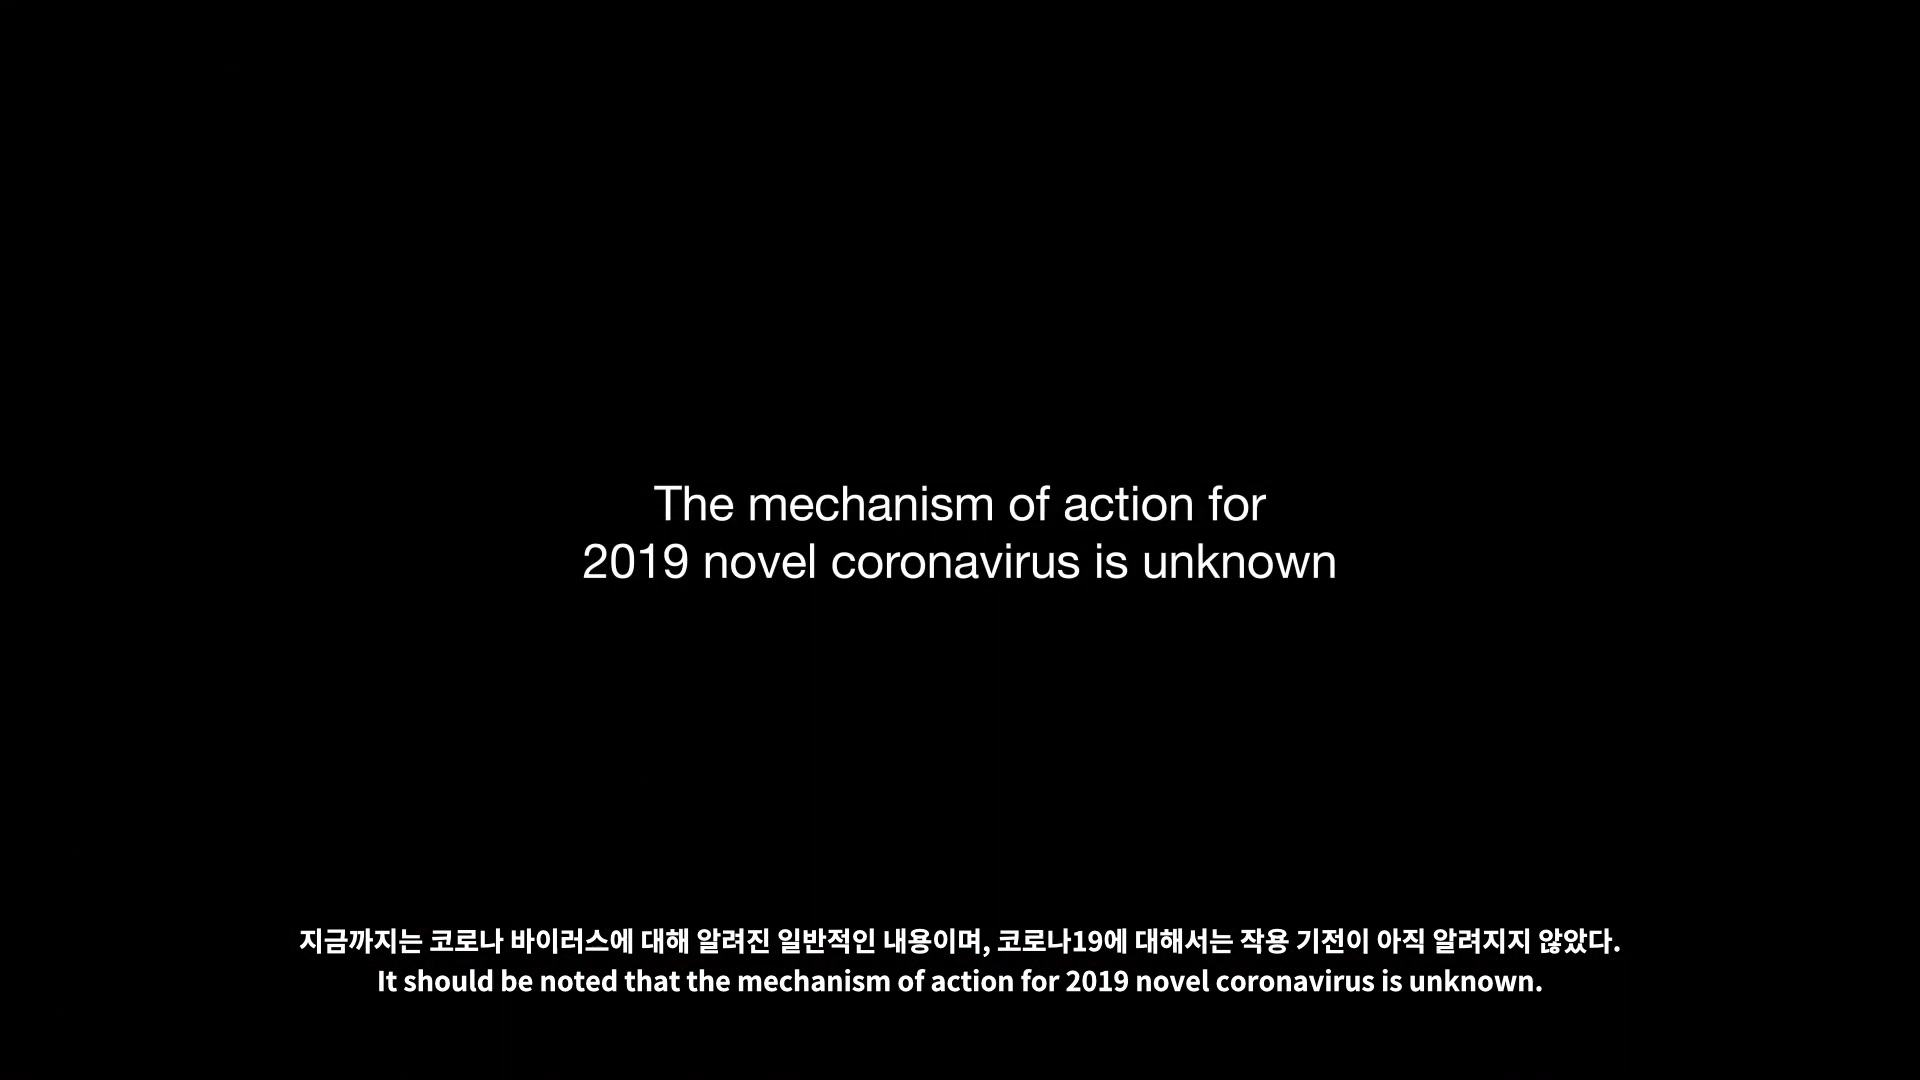 The mechanism of action for
2019 novel coronavirus is unknown
지금까지는 코로나 바이러스에 대해 알려진 일반적인 내용이며, 코로나19에 대해서는 작용 기전이 아직 알려지지 않았다.
It should be noted that the mechanism of action for 2019 novel coronavirus is unknown.